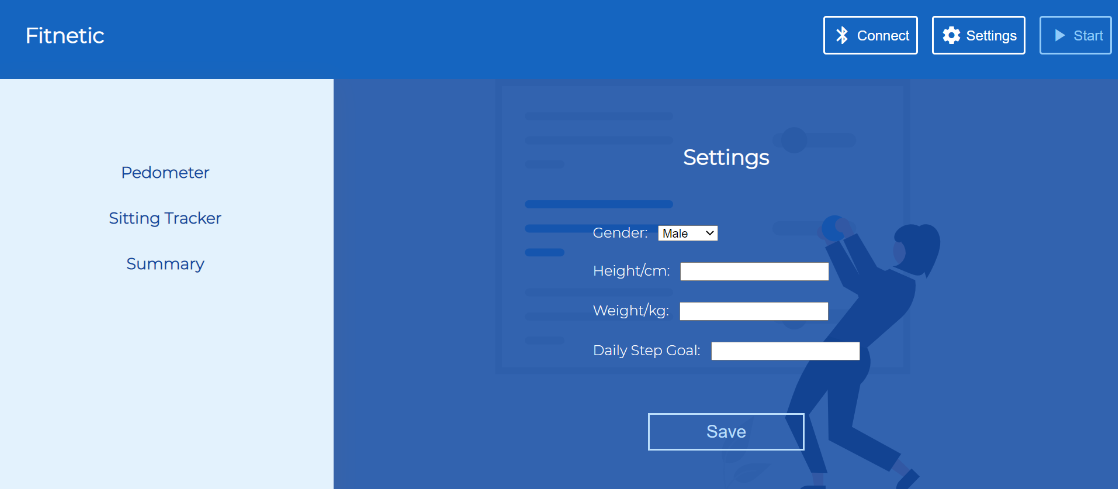 Fitnetic
Connect
Settings
Start
Pedometer
Sitting Tracker
Summary
Settings
Gender: Male
Height/cm:
Weight/kg:
Daily Step Goal:
Save